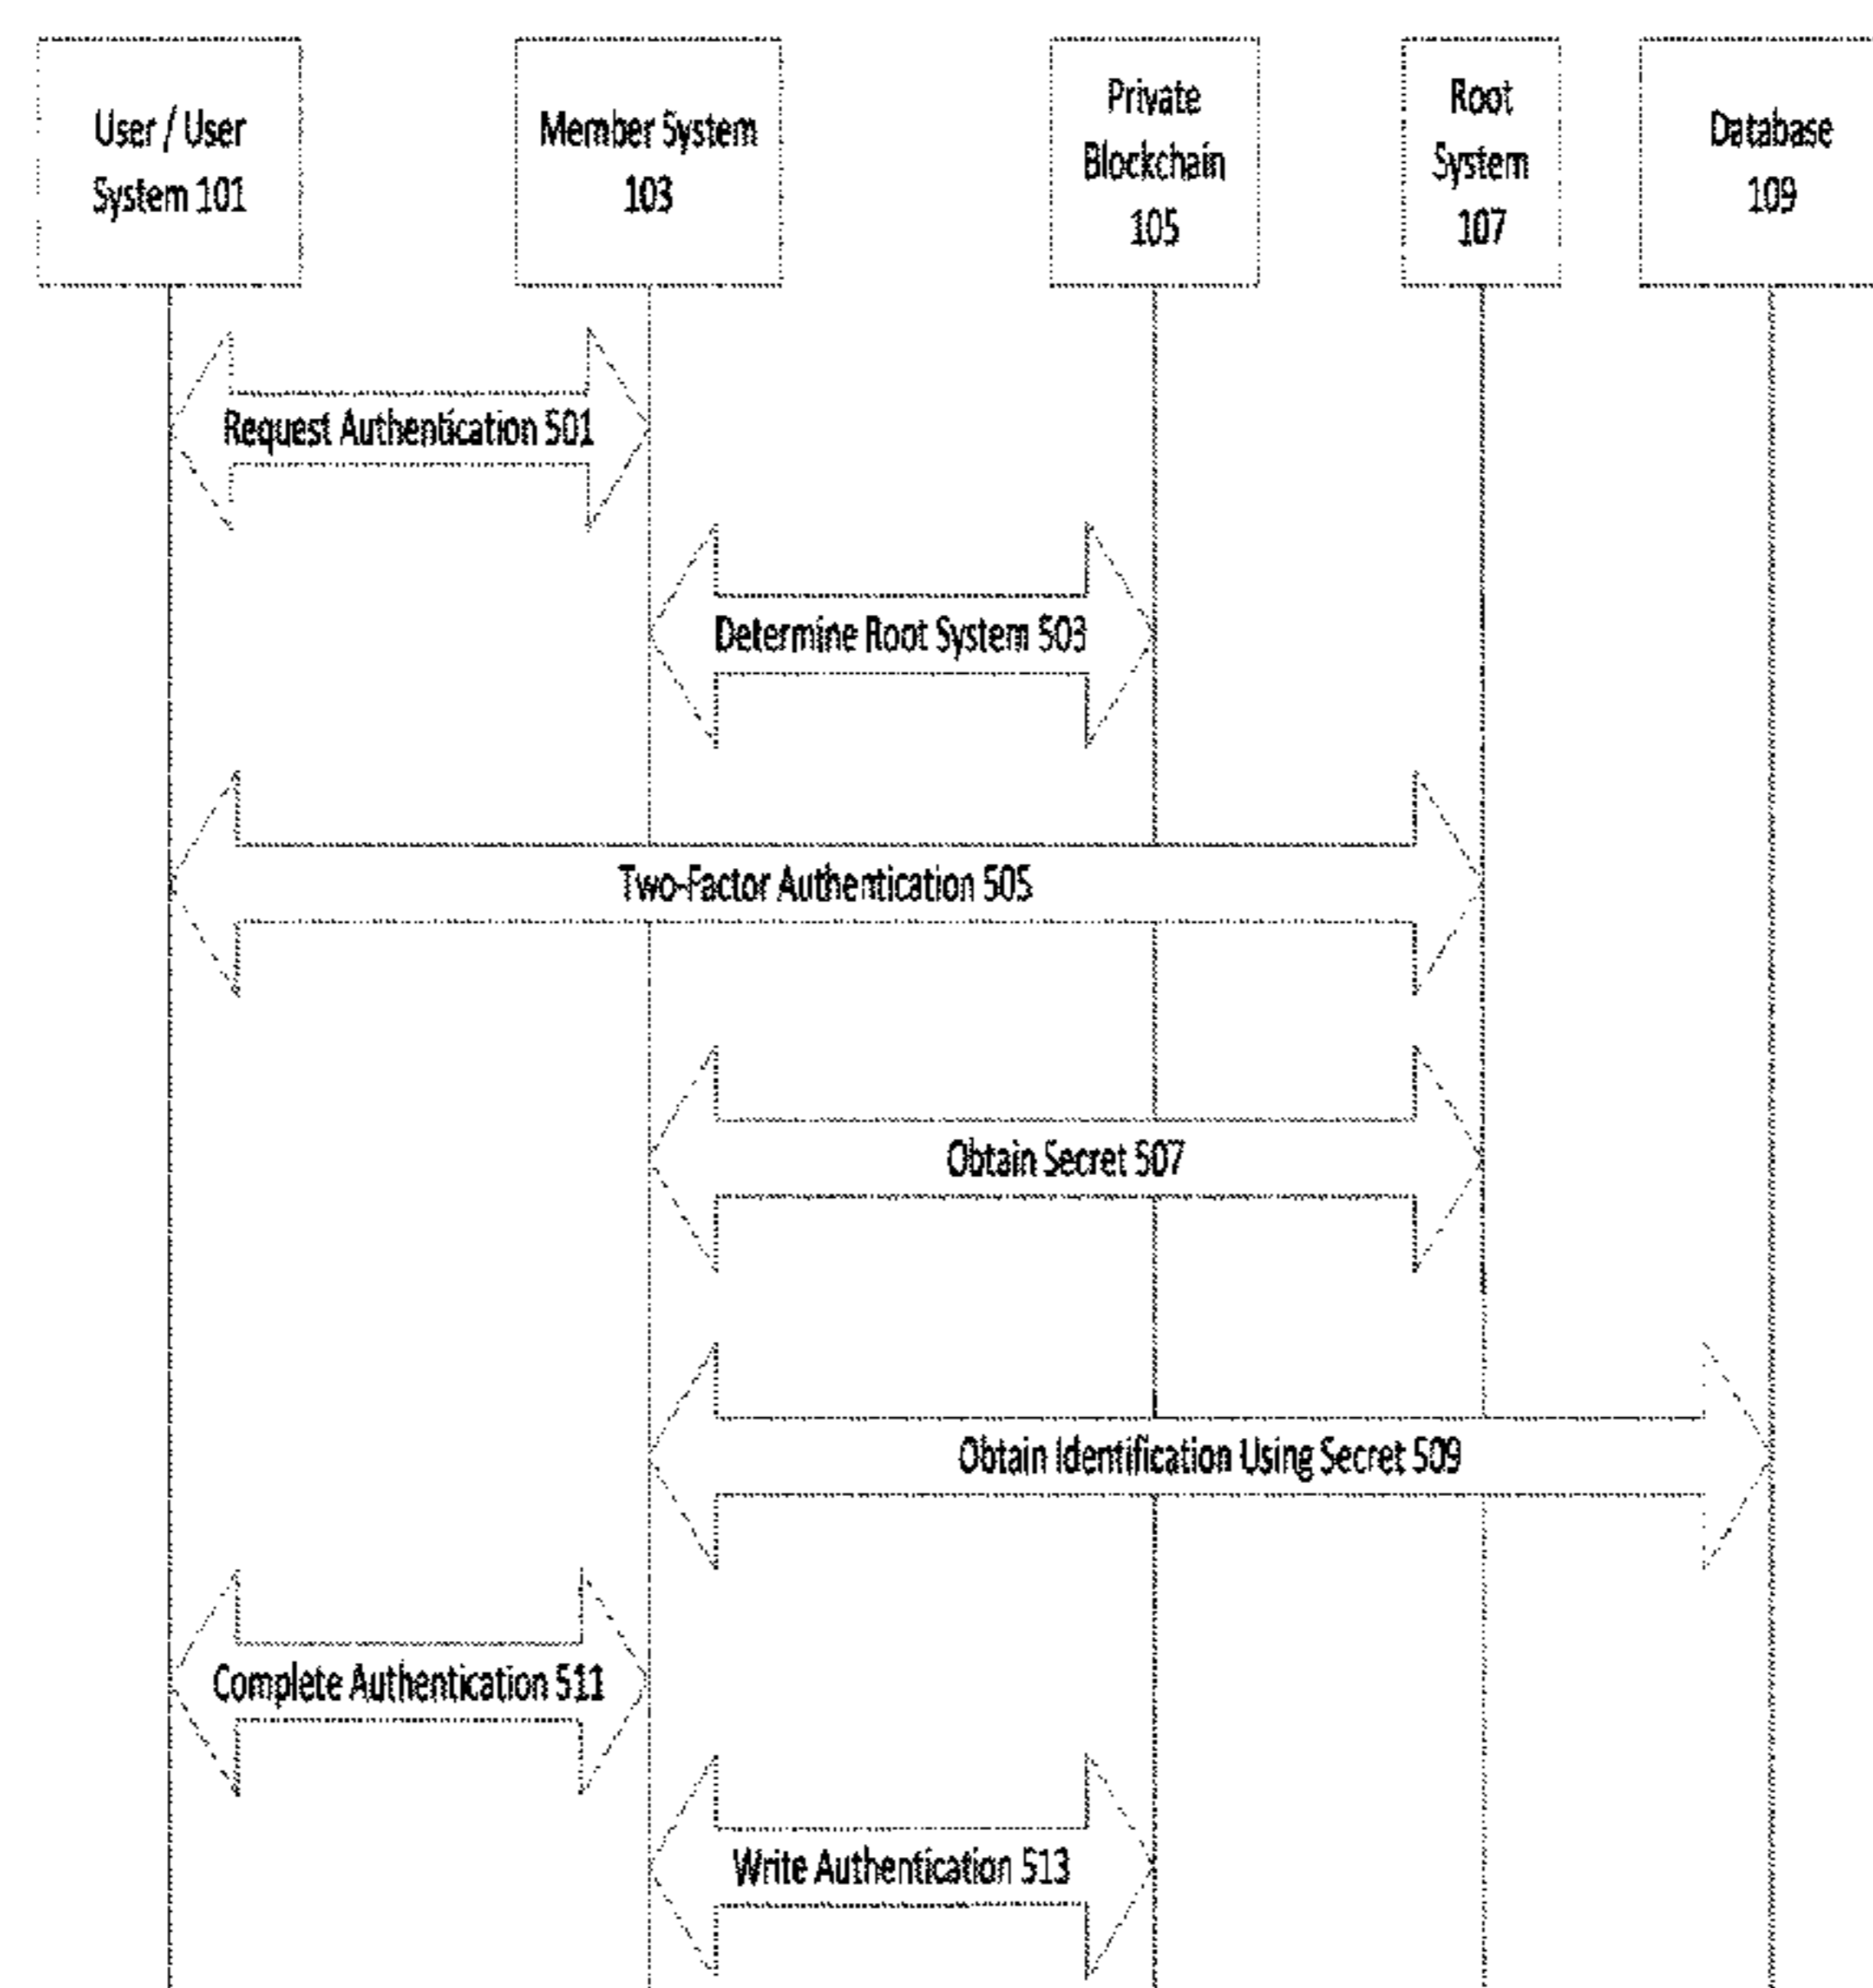 User / User
System 101
Member System
103
Private
Blockchain
105
Root
System
107
Database
109
Request Authentication 501
Determine Root System 503
Two-Factor Authentication 505
Obtain Secret 507
Obtain Identification Using Secret 509
Complete Authentication 511
Write Authentication 513